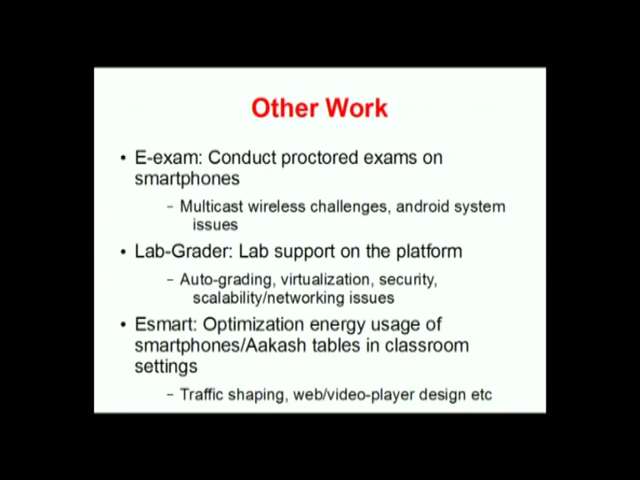 Other Work
• E-exam: Conduct proctored exams on
smartphones
– Multicast wireless challenges, android system
issues
• Lab-Grader: Lab support on the platform
– Auto-grading, virtualization, security,
scalability/networking issues
• Esmart: Optimization energy usage of
smartphones/Aakash tables in classroom
settings
– Traffic shaping, web/video-player design etc